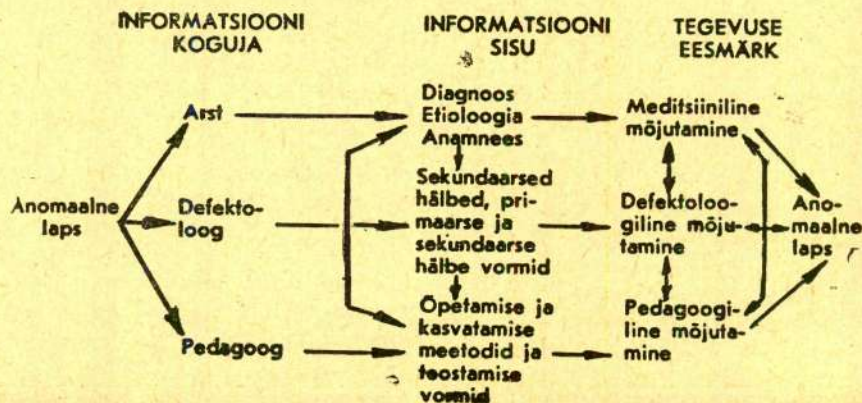 INFORMATSIOONI
KOGUJA
INFORMATSIOONI
SISU
TEGEVUSE
EESMÄRK
Anomaalne
laps
Arst
Defekto-
loog
Pedagoog
Diagnoos
Etioloogia
Anamnees
Sekundaarsed
hälbed, pri-
maarse ja
sekundaarse
hälbe vormid
Õpetamise ja
kasvatamise
meetodid ja
teostamise
vormid
Meditsiiniline
mõjutamine
Defektoloo-
giline mõju-
tamine
Pedagoogi-
line mõjuta-
mine
Ano-
maalne
laps